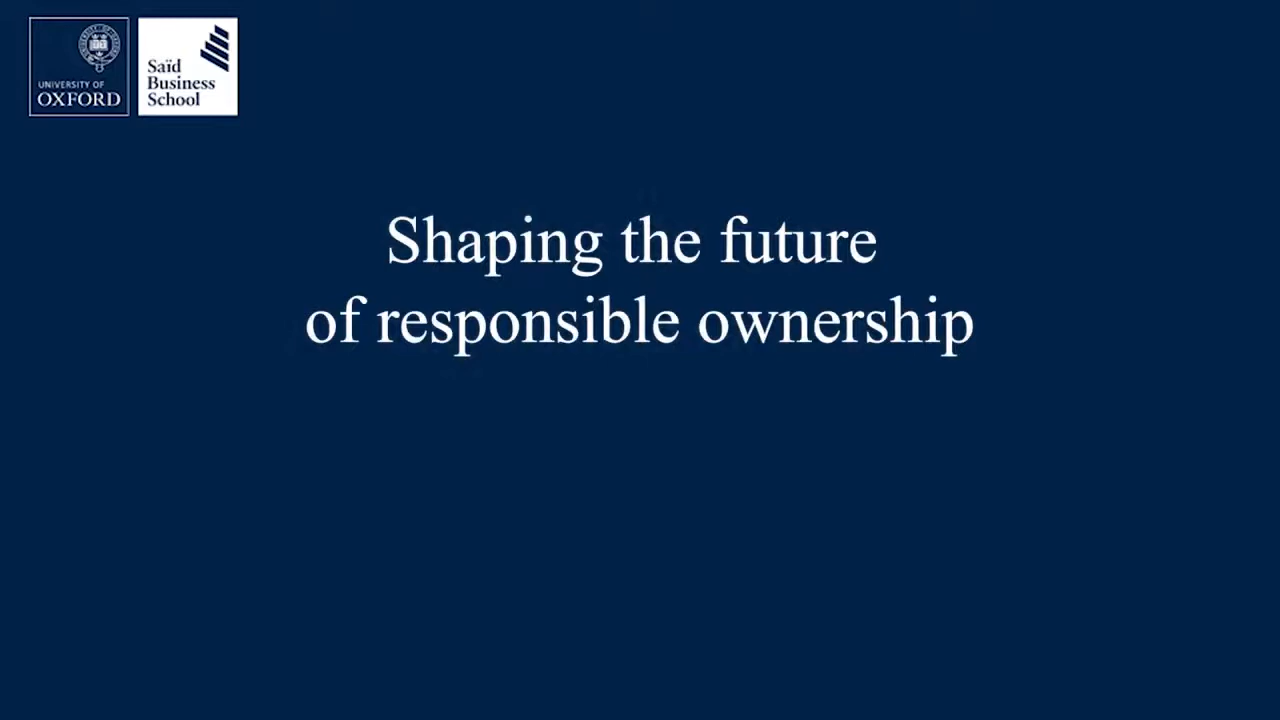 UNIVERSITY OF
OXFORD
Saïd
Business
School
Shaping the future
of responsible ownership